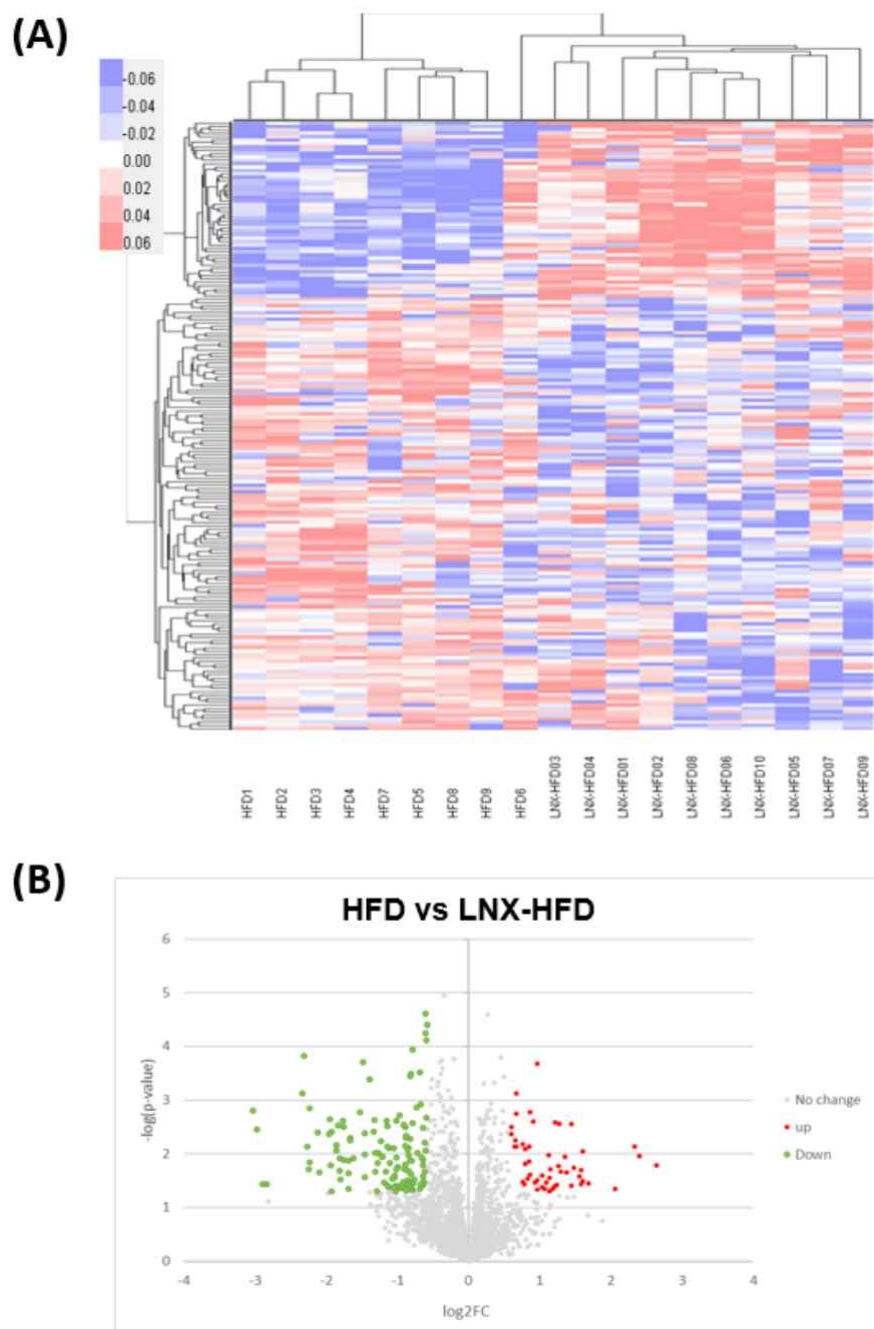 (A)
-0.06
-0.04
-0.02
0.00
0.02
0.04
0.06
HFD1
HFD2
HFD3
HFD4
HFD7
HFD5
HFD8
HFD9
HFD6
LNX-HFD03
LNX-HFD04
LNX-HFD01
LNX-HFD02
LNX-HFD08
LNX-HFD06
LNX-HFD10
LNX-HFD05
LNX-HFD07
LNX-HFD09
(B)
HFD vs LNX-HFD
-log(p-value)
6
5
4
3
2
1
0
-4
-3
-2
-1
0
1
2
3
4
log2FC
No change
up
Down